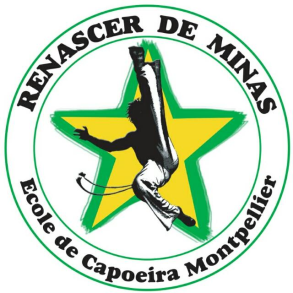 RENASCER DE MINAS
Ecole de Capoeira Montpellier